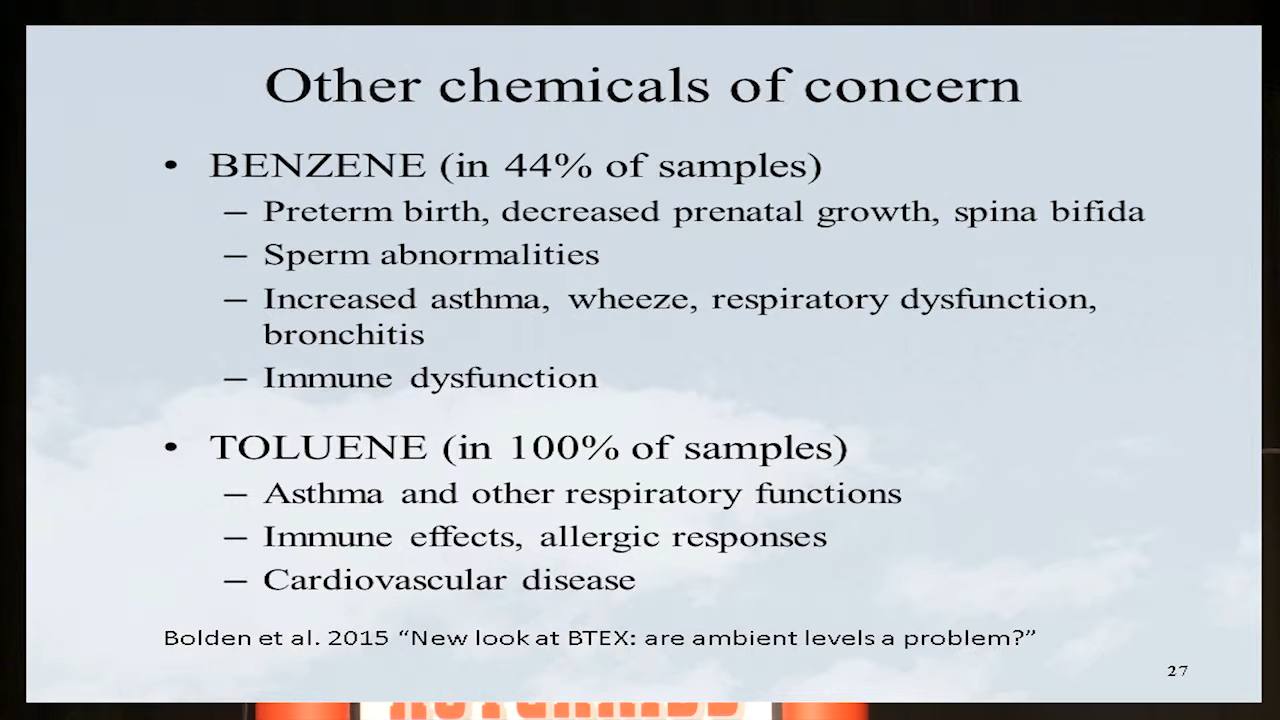 Other chemicals of concern
• BENZENE (in 44% of samples)
– Preterm birth, decreased prenatal growth, spina bifida
– Sperm abnormalities
– Increased asthma, wheeze, respiratory dysfunction,
bronchitis
– Immune dysfunction
• TOLUENE (in 100% of samples)
– Asthma and other respiratory functions
– Immune effects, allergic responses
– Cardiovascular disease
Bolden et al. 2015 “New look at BTEX: are ambient levels a problem?”
27